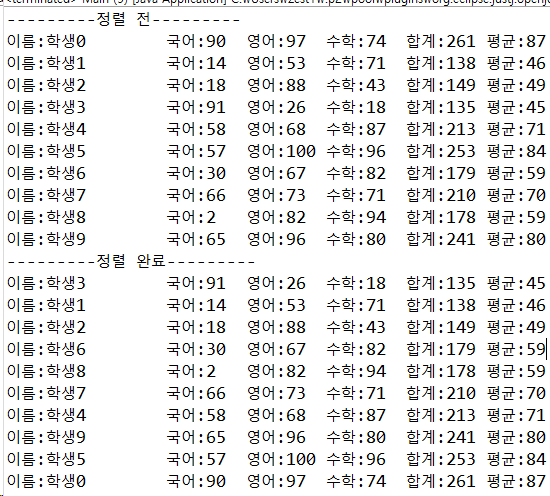 ---------정렬 전---------
이름:학생0 국어:90 영어:97 수학:74 합계:261 평균:87
이름:학생1 국어:14 영어:53 수학:71 합계:138 평균:46
이름:학생2 국어:18 영어:88 수학:43 합계:149 평균:49
이름:학생3 국어:91 영어:26 수학:18 합계:135 평균:45
이름:학생4 국어:58 영어:68 수학:87 합계:213 평균:71
이름:학생5 국어:57 영어:100 수학:96 합계:253 평균:84
이름:학생6 국어:30 영어:67 수학:82 합계:179 평균:59
이름:학생7 국어:66 영어:73 수학:71 합계:210 평균:70
이름:학생8 국어:2 영어:82 수학:94 합계:178 평균:59
이름:학생9 국어:65 영어:96 수학:80 합계:241 평균:80
---------정렬 완료---------
이름:학생3 국어:91 영어:26 수학:18 합계:135 평균:45
이름:학생1 국어:14 영어:53 수학:71 합계:138 평균:46
이름:학생2 국어:18 영어:88 수학:43 합계:149 평균:49
이름:학생6 국어:30 영어:67 수학:82 합계:179 평균:59
이름:학생8 국어:2 영어:82 수학:94 합계:178 평균:59
이름:학생7 국어:66 영어:73 수학:71 합계:210 평균:70
이름:학생4 국어:58 영어:68 수학:87 합계:213 평균:71
이름:학생9 국어:65 영어:96 수학:80 합계:241 평균:80
이름:학생5 국어:57 영어:100 수학:96 합계:253 평균:84
이름:학생0 국어:90 영어:97 수학:74 합계:261 평균:87